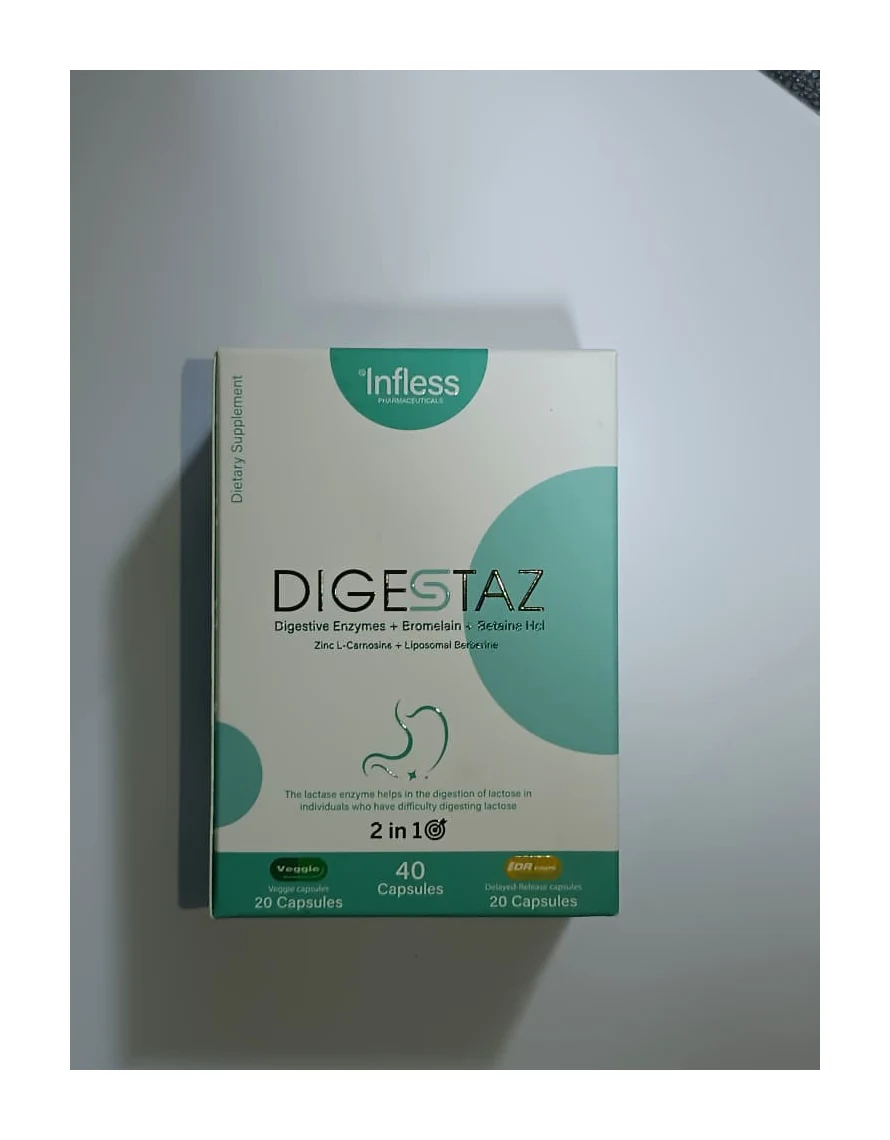 Infless
PHARMACEUTICALS
Dietary Supplement
DIGESTAZ
Digestive Enzymes + Bromelain + Betaine Hcl
Zinc L-Carnosine + Liposomal Berberine
The lactase enzyme helps in the digestion of lactose in
individuals who have difficulty digesting lactose
2 in 1
Veggie
Veggie capsules
20 Capsules
40
Capsules
DR caps
Delayed-Release capsules
20 Capsules